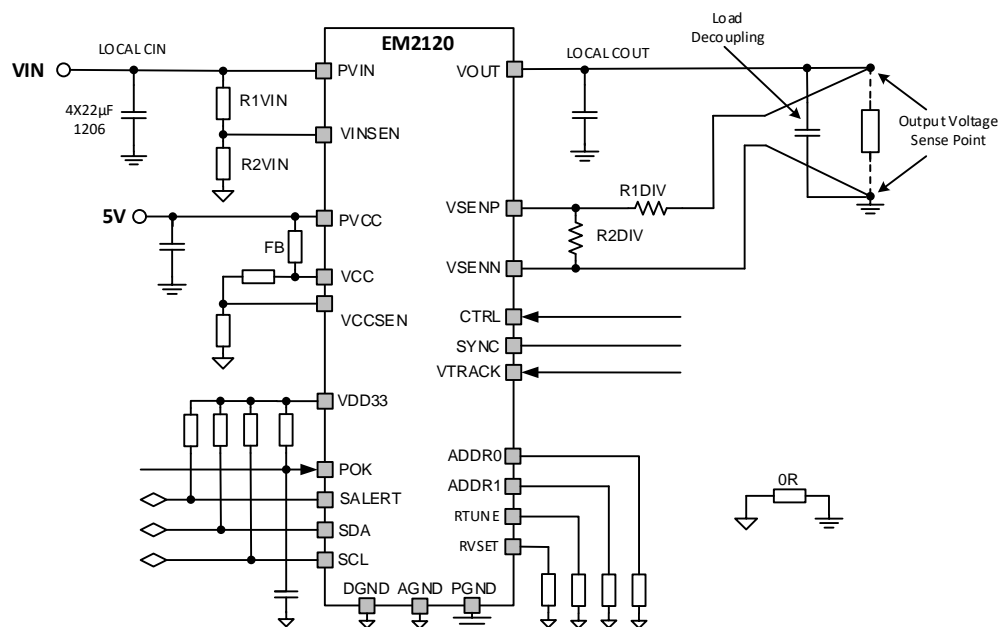 EM2120
Load
Decoupling
LOCAL CIN
LOCAL COUT
VIN
PVIN
VOUT
R1VIN
4X22µF
1206
VINSEN
R2VIN
Output Voltage
Sense Point
5V
PVCC
VSENP
R1DIV
FB
R2DIV
VCC
VSENN
VCCSEN
CTRL
SYNC
VTRACK
VDD33
POK
ADDR0
SALERT
ADDR1
SDA
RTUNE
SCL
RVSET
0R
DGND
AGND
PGND